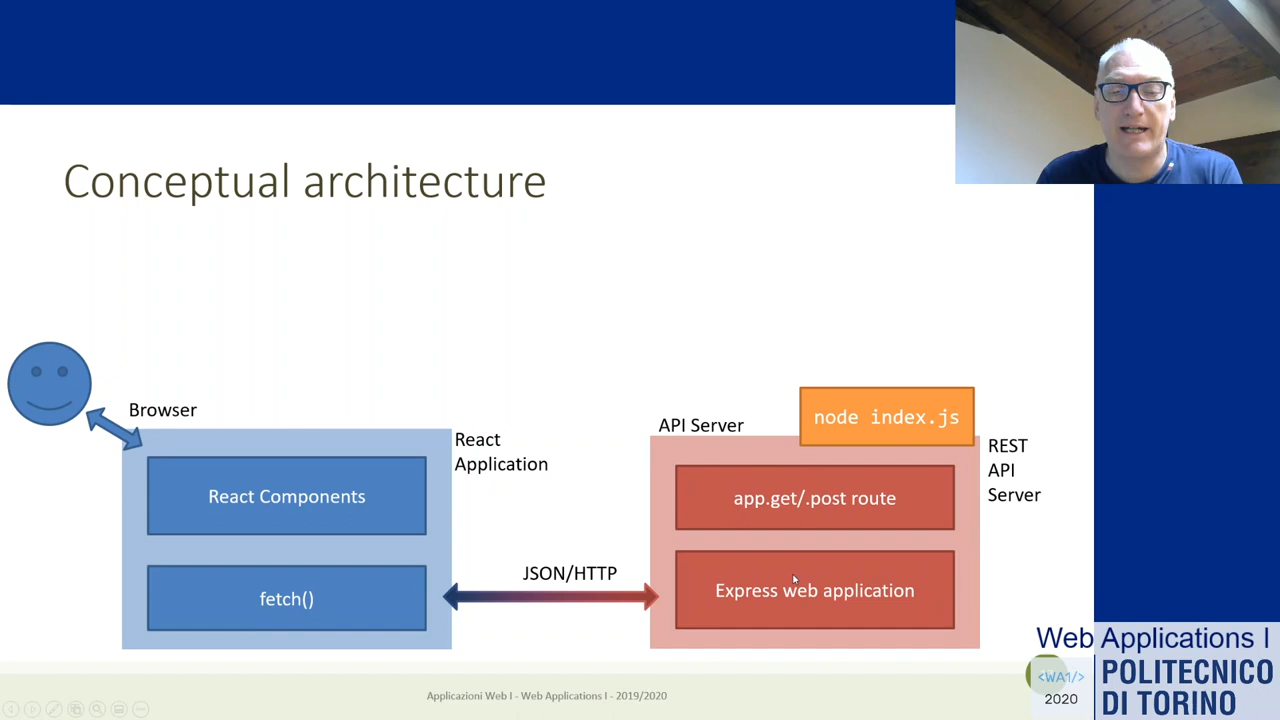 Conceptual architecture
Browser
React
Application
React Components
fetch()
JSON/HTTP
API Server
node index.js
REST
API
Server
app.get/.post route
Express web application
Applicazioni Web I - Web Applications I - 2019/2020
Web Applications I
<WA1/>
2020
POLITECNICO
DI TORINO